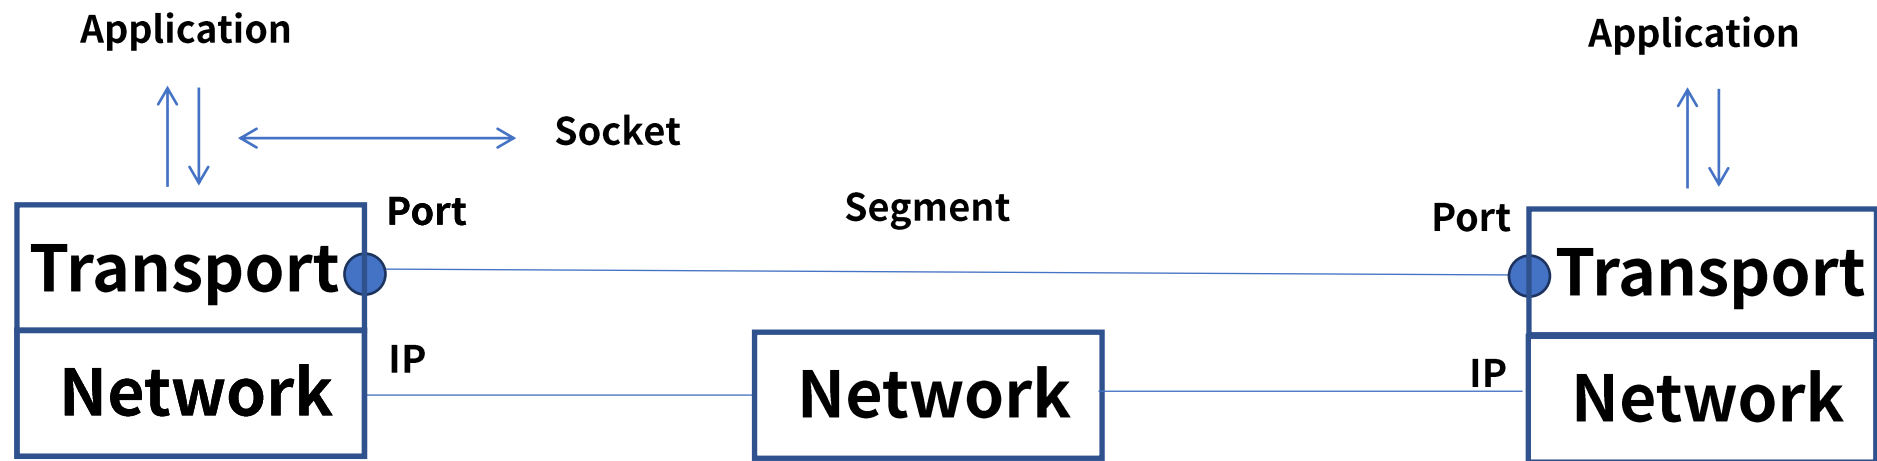 Application
Application
Socket
Port
Segment
Port
Transport
Transport
IP
IP
Network
Network
Network